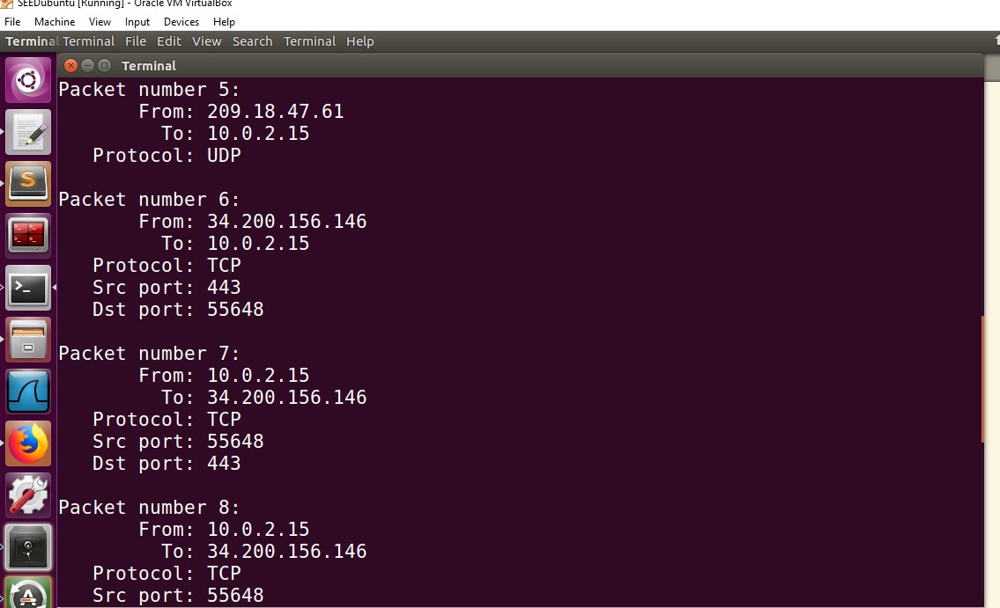 SEEDubuntu [Running] - Oracle VM VirtualBox
File Machine View Input Devices Help
Terminal Terminal File Edit View Search Terminal Help
Terminal
Packet number 5:
From: 209.18.47.61
To: 10.0.2.15
Protocol: UDP
Packet number 6:
From: 34.200.156.146
To: 10.0.2.15
Protocol: TCP
Src port: 443
Dst port: 55648
Packet number 7:
From: 10.0.2.15
To: 34.200.156.146
Protocol: TCP
Src port: 55648
Dst port: 443
Packet number 8:
From: 10.0.2.15
To: 34.200.156.146
Protocol: TCP
Src port: 55648